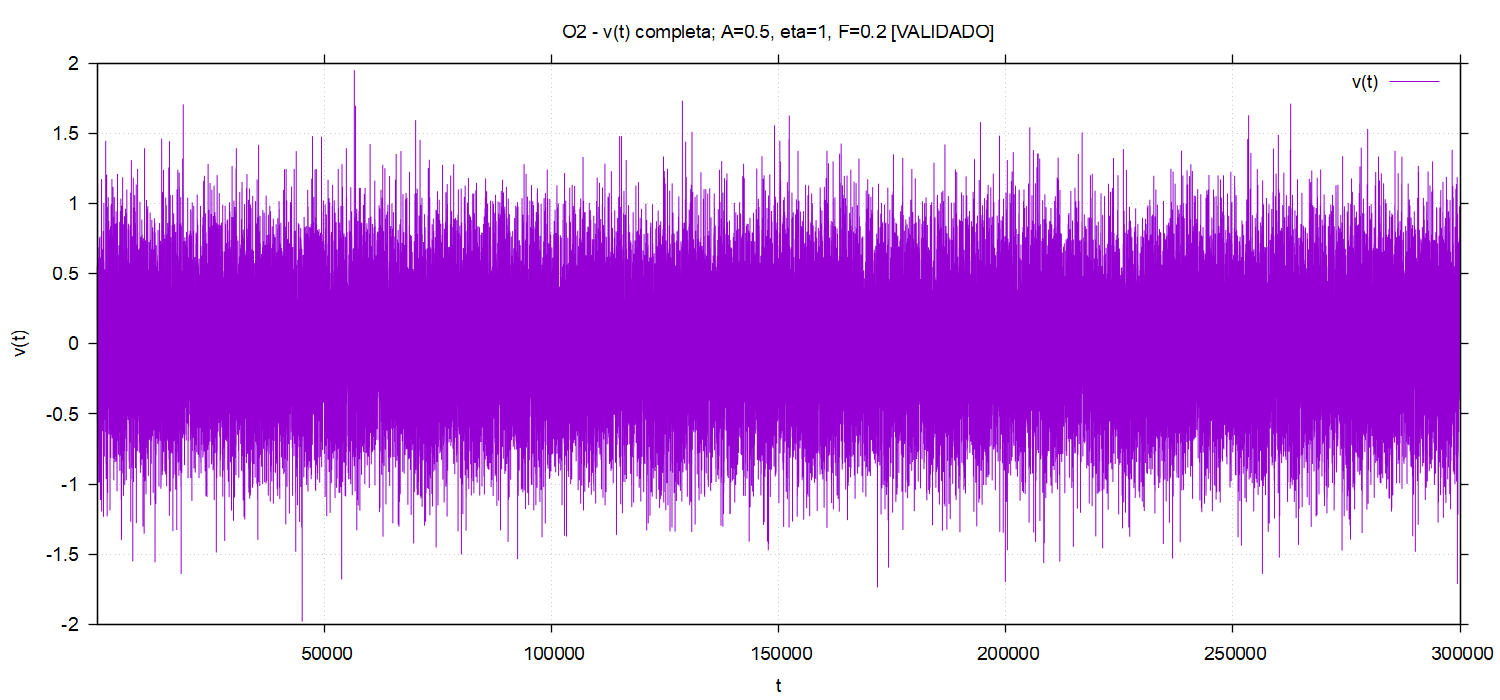 O2 - v(t) completa; A=0.5, eta=1, F=0.2 [VALIDADO]
v(t)
2
1.5
1
0.5
0
-0.5
-1
-1.5
-2
v(t)
50000 100000 150000 200000 250000 300000
t